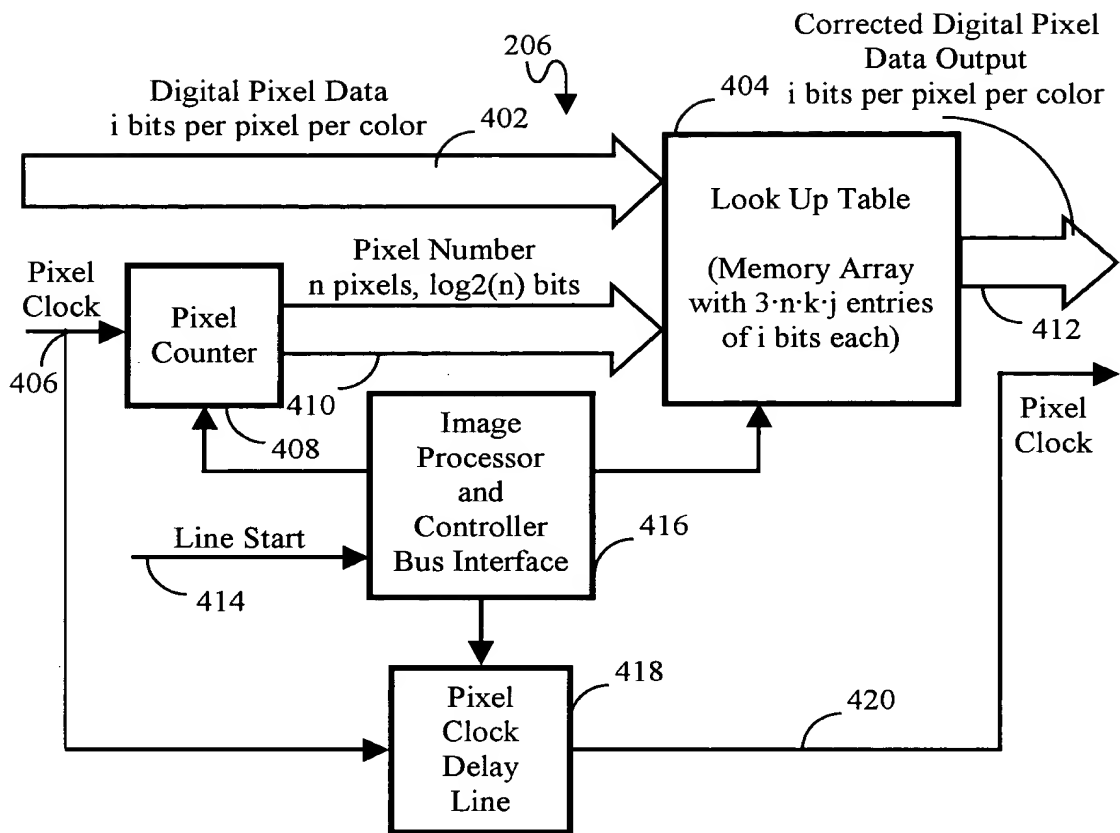 206
Digital Pixel Data
i bits per pixel per color
402
404
Corrected Digital Pixel
Data Output
i bits per pixel per color
Look Up Table
(Memory Array
with 3·n·k·j entries
of i bits each)
412
Pixel
Clock
406
Pixel
Counter
408
Pixel Number
n pixels, log2(n) bits
410
Image
Processor
and
Controller
Bus Interface
416
Line Start
414
Pixel
Clock
Pixel
Clock
Delay
Line
418
420